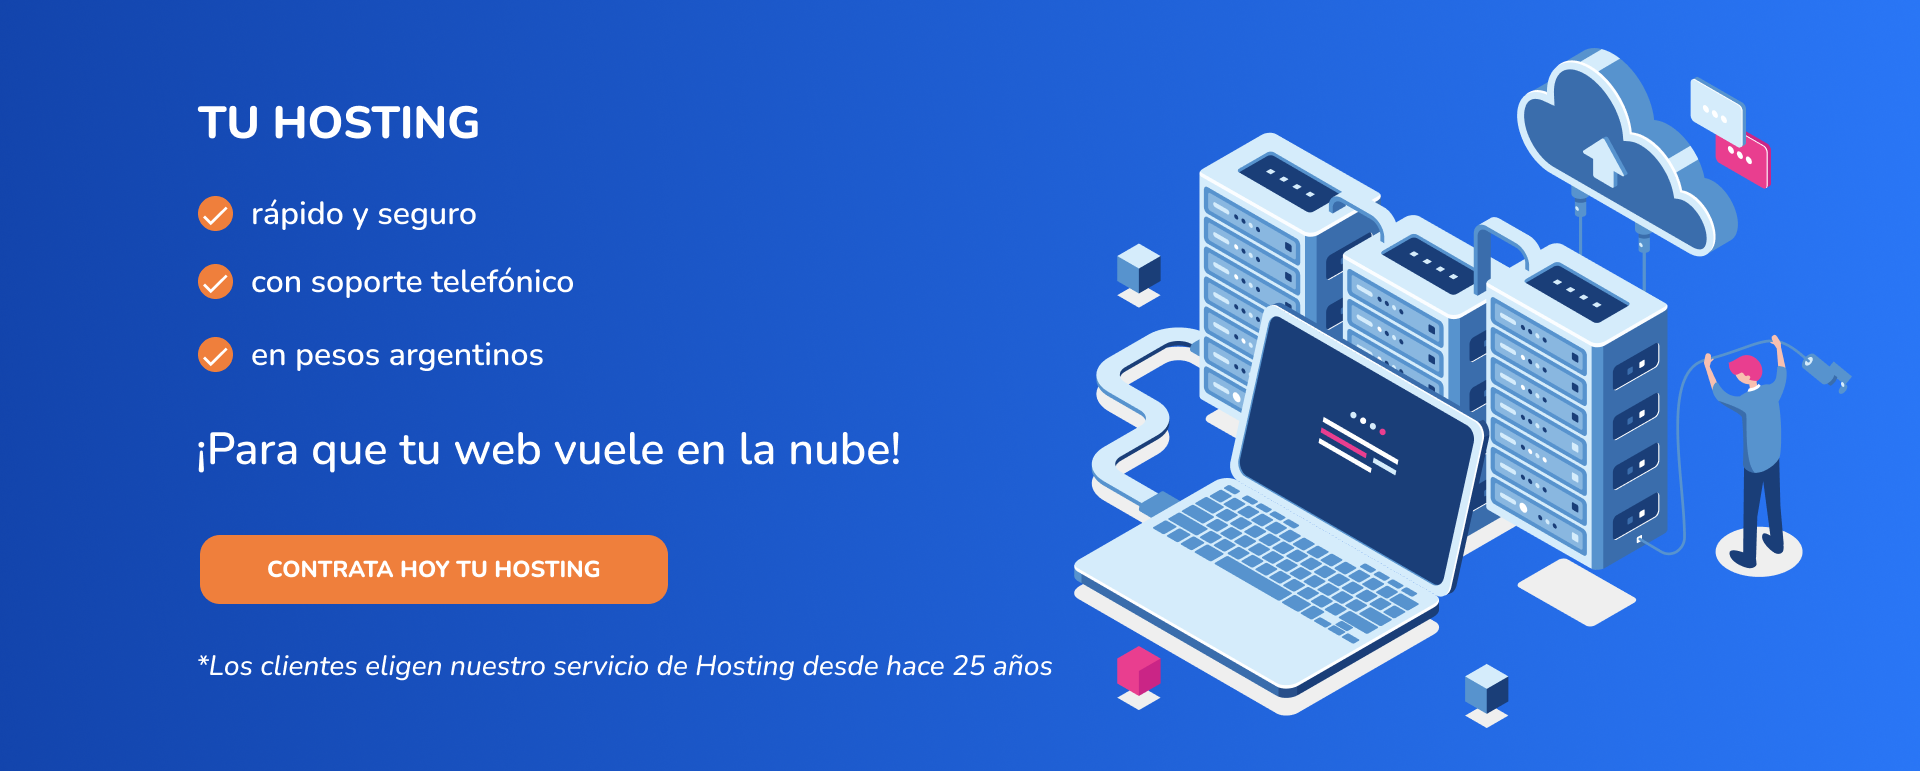 TU HOSTING
rápido y seguro
con soporte telefónico
en pesos argentinos
¡Para que tu web vuele en la nube!
CONTRATA HOY TU HOSTING
*Los clientes eligen nuestro servicio de Hosting desde hace 25 años